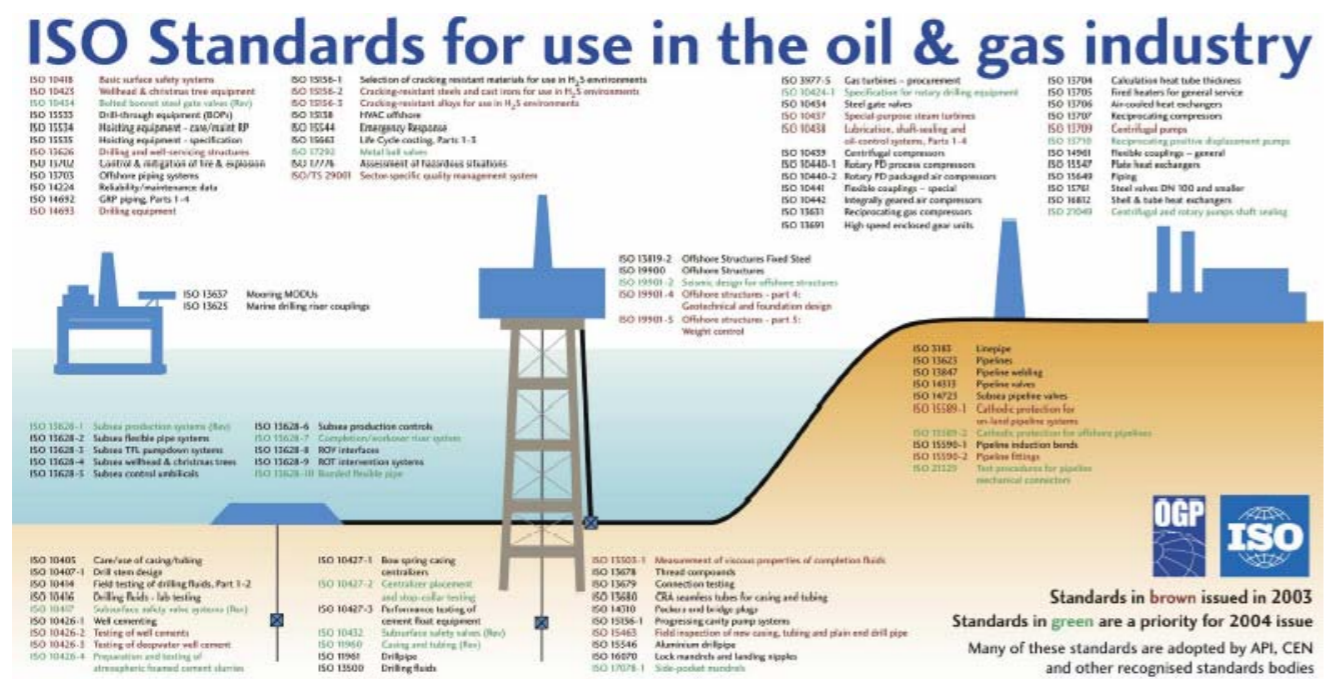 ISO Standards for use in the oil & gas industry
ISO 10418 Basic surface safety systems
ISO 10423 Wellhead & christmas tree equipment
ISO 10434 Bolted bonnet steel gate valves (Rev)
ISO 13533 Drill-through equipment (BOPs)
ISO 13534 Hoisting equipment - care/maint RP
ISO 13535 Hoisting equipment - specification
ISO 13626 Drilling and well-servicing structures
ISO 13702 Control & mitigation of fire & explosion
ISO 13703 Offshore piping systems
ISO 14224 Reliability/maintenance data
ISO 14692 GRP piping, Parts 1-4
ISO 14693 Drilling equipment
ISO 15156-1 Selection of cracking resistant materials for use in H2S environments
ISO 15156-2 Cracking-resistant steels and cast irons for use in H2S environments
ISO 15156-3 Cracking-resistant alloys for use in H2S environments
ISO 15138 HVAC offshore
ISO 15544 Emergency Response
ISO 15663 Life Cycle costing, Parts 1-3
ISO 17292 Metal ball valves
ISO 17776 Assessment of hazardous situations
ISO/TS 29001 Sector-specific quality management system
ISO 3977-5 Gas turbines – procurement
ISO 10424-1 Specification for rotary drilling equipment
ISO 10434 Steel gate valves
ISO 10437 Special-purpose steam turbines
ISO 10438 Lubrication, shaft-sealing and
oil-control systems, Parts 1-4
ISO 10439 Centrifugal compressors
ISO 10440-1 Rotary PD process compressors
ISO 10440-2 Rotary PD packaged air compressors
ISO 10441 Flexible couplings – special
ISO 10442 Integrally geared air compressors
ISO 13631 Reciprocating gas compressors
ISO 13691 High speed enclosed gear units
ISO 13704 Calculation heat tube thickness
ISO 13705 Fired heaters for general service
ISO 13706 Air-cooled heat exchangers
ISO 13707 Reciprocating compressors
ISO 13709 Centrifugal pumps
ISO 13710 Reciprocating positive displacement pumps
ISO 14961 Flexible couplings – general
ISO 15547 Plate heat exchangers
ISO 15649 Piping
ISO 15761 Steel valves DN 100 and smaller
ISO 16812 Shell & tube heat exchangers
ISO 21049 Centrifugal and rotary pumps shaft sealing
ISO 13637 Mooring MODUs
ISO 13625 Marine drilling riser couplings
ISO 13819-2 Offshore Structures Fixed Steel
ISO 19900 Offshore Structures
ISO 19901-2 Seismic design for offshore structures
ISO 19901-4 Offshore structures - part 4:
Geotechnical and foundation design
ISO 19901-5 Offshore structures - part 5:
Weight control
ISO 3183 Linepipe
ISO 13623 Pipelines
ISO 13847 Pipeline welding
ISO 14313 Pipeline valves
ISO 14723 Subsea pipeline valves
ISO 15589-1 Cathodic protection for
on-land pipeline systems
ISO 15589-2 Cathodic protection for offshore pipelines
ISO 15590-1 Pipeline induction bends
ISO 15590-2 Pipeline fittings
ISO 21329 Test procedures for pipeline
mechanical connectors
ISO 13628-1 Subsea production systems (Rev)
ISO 13628-2 Subsea flexible pipe systems
ISO 13628-3 Subsea TFL pumpdown systems
ISO 13628-4 Subsea wellhead & christmas trees
ISO 13628-5 Subsea control umbilicals
ISO 13628-6 Subsea production controls
ISO 13628-7 Completion/workover riser system
ISO 13628-8 ROV interfaces
ISO 13628-9 ROT intervention systems
ISO 13628-10 Bonded flexible pipe
ISO 10405 Care/use of casing/tubing
ISO 10407-1 Drill stem design
ISO 10414 Field testing of drilling fluids, Part 1-2
ISO 10416 Drilling fluids - lab testing
ISO 10417 Subsurface safety valve systems (Rev)
ISO 10426-1 Well cementing
ISO 10426-2 Testing of well cements
ISO 10426-3 Testing of deepwater well cement
ISO 10426-4 Preparation and testing of
atmospheric foamed cement slurries
ISO 10427-1 Bow spring casing
centralizers
ISO 10427-2 Centralizer placement
and stop-collar testing
ISO 10427-3 Performance testing of
cement float equipment
ISO 10432 Subsurface safety valves (Rev)
ISO 11960 Casing and tubing (Rev)
ISO 11961 Drillpipe
ISO 13500 Drilling fluids
ISO 13503-1 Measurement of viscous properties of completion fluids
ISO 13678 Thread compounds
ISO 13679 Connection testing
ISO 13680 CRA seamless tubes for casing and tubing
ISO 14310 Packers and bridge plugs
ISO 15136-1 Progressing cavity pump systems
ISO 15463 Field inspection of new casing, tubing and plain end drill pipe
ISO 15546 Aluminium drillpipe
ISO 16070 Lock mandrels and landing nipples
ISO 17078-1 Side-pocket mandrels
OGP
ISO
Standards in brown issued in 2003
Standards in green are a priority for 2004 issue
Many of these standards are adopted by API, CEN
and other recognised standards bodies